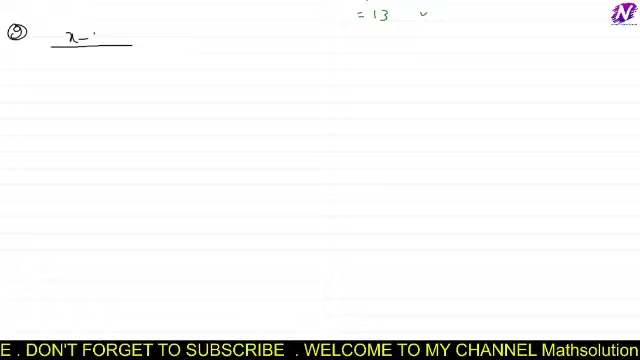 = 13
9 x -
E . DON'T FORGET TO SUBSCRIBE . WELCOME TO MY CHANNEL Mathsolution
N